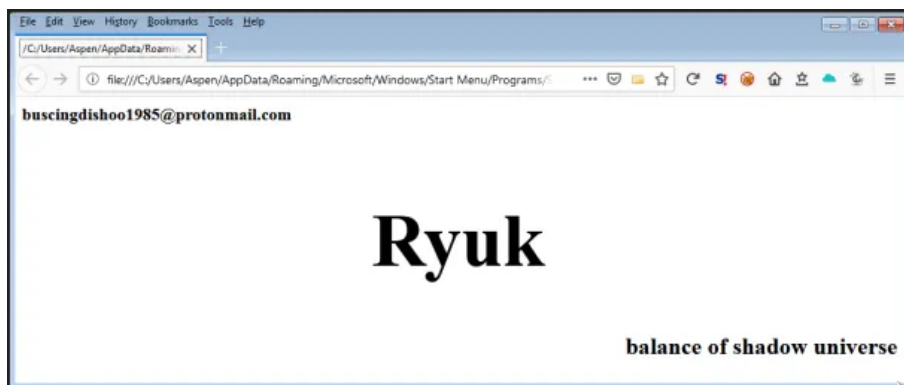 File Edit View History Bookmarks Tools Help
/C:/Users/Aspen/AppData/Roamin
file:///C:/Users/Aspen/AppData/Roaming/Microsoft/Windows/Start Menu/Programs/S
buscingdishoo1985@protonmail.com
Ryuk
balance of shadow universe